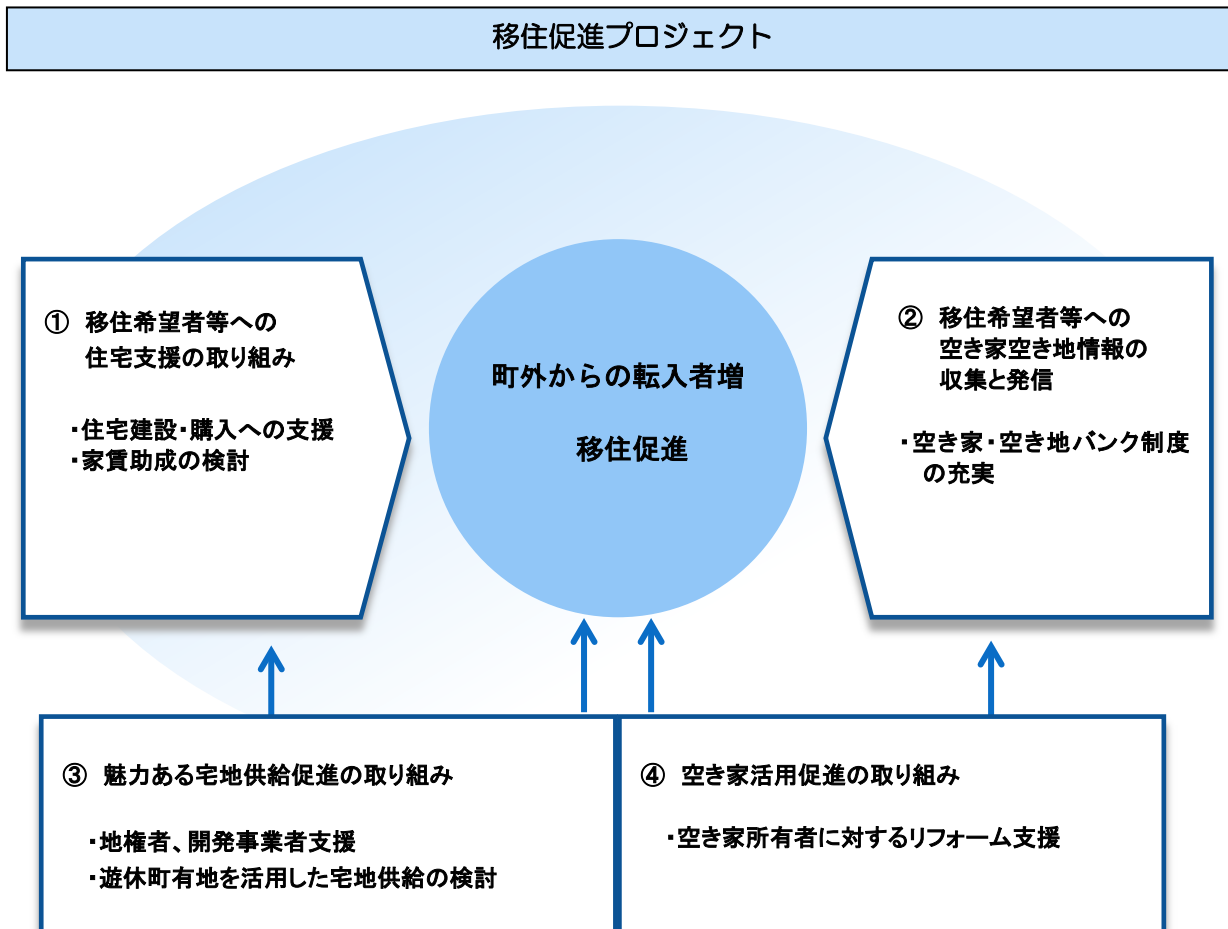 移住促進プロジェクト
① 移住希望者等への
住宅支援の取り組み
・住宅建設・購入への支援
・家賃助成の検討
町外からの転入者増
移住促進
② 移住希望者等への
空き家空き地情報の
収集と発信
・空き家・空き地バンク制度
の充実
③ 魅力ある宅地供給促進の取り組み
・地権者、開発事業者支援
・遊休町有地を活用した宅地供給の検討
④ 空き家活用促進の取り組み
・空き家所有者に対するリフォーム支援